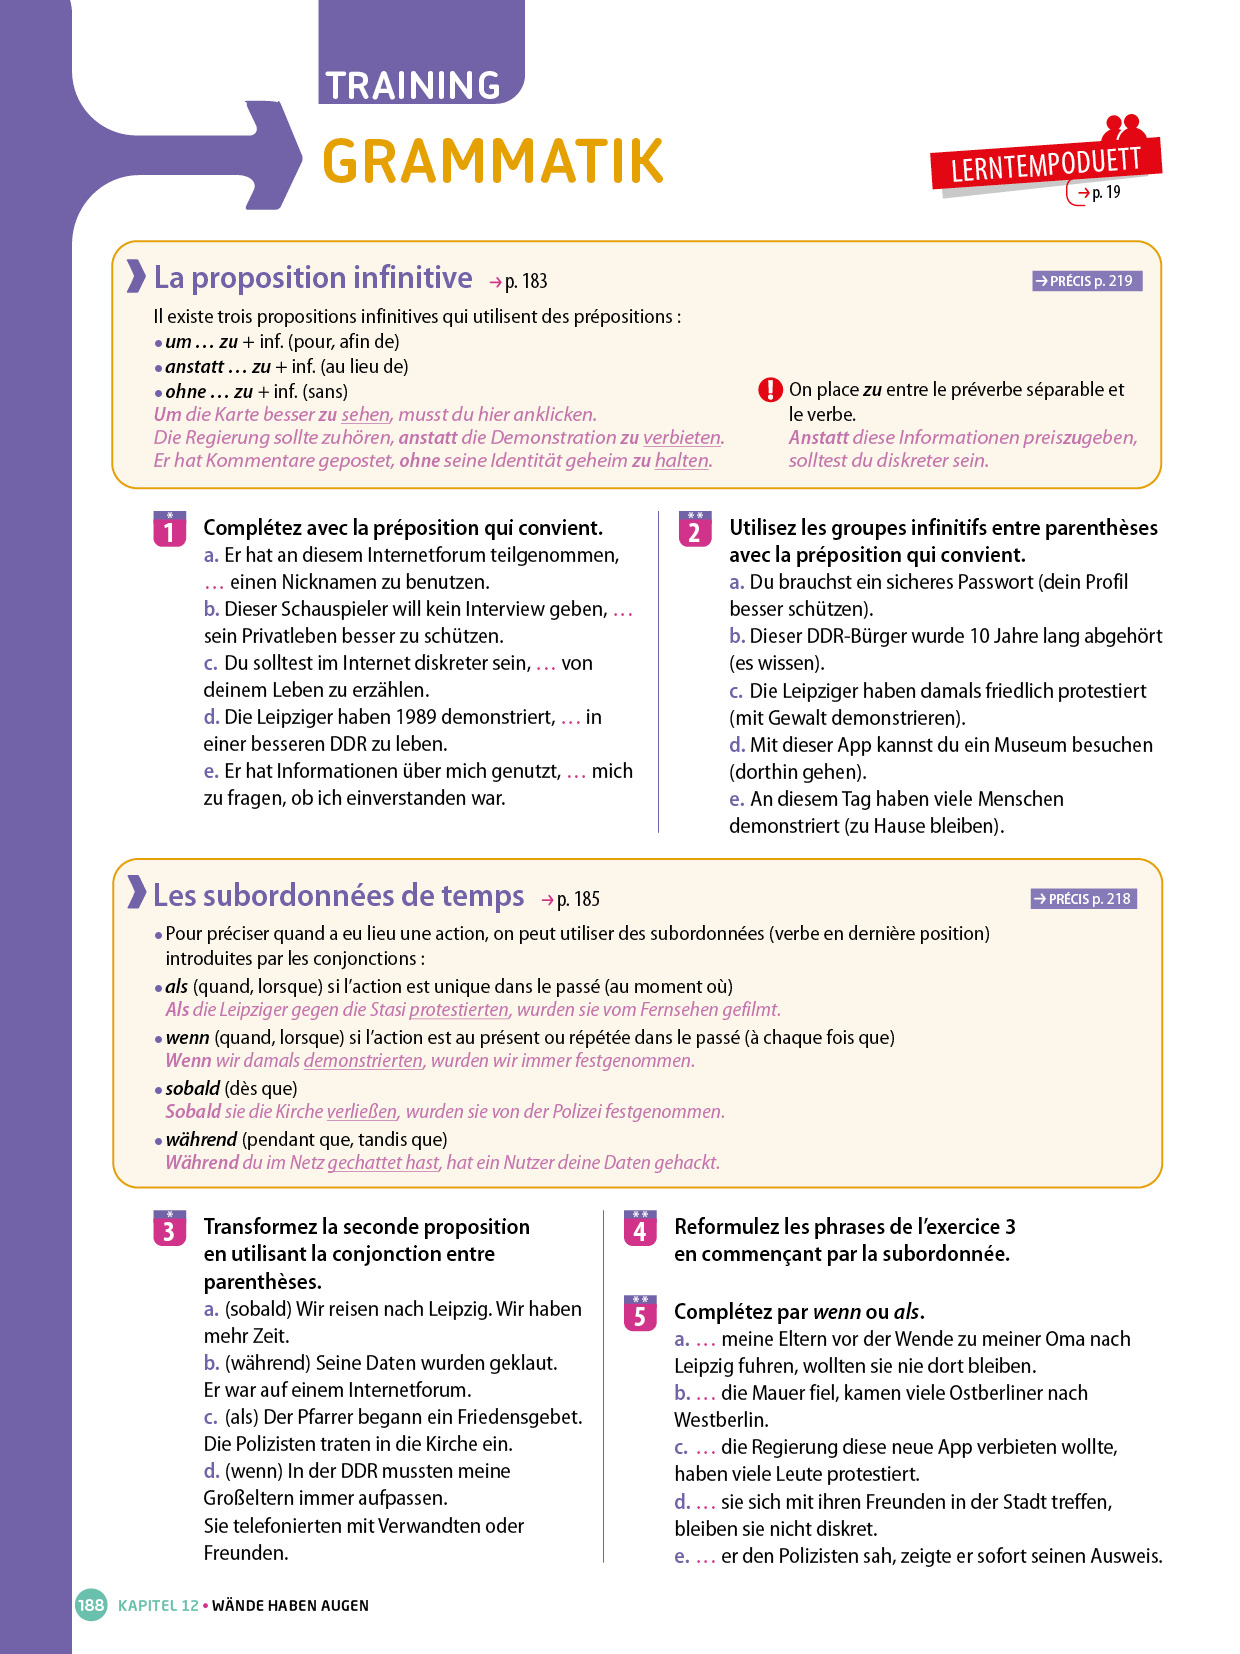 TRAINING
GRAMMATIK
LERNTEMPODUETT
→ p. 19
La proposition infinitive → p. 183
→ PRÉCIS p. 219
Il existe trois propositions infinitives qui utilisent des prépositions :
• um … zu + inf. (pour, afin de)
• anstatt … zu + inf. (au lieu de)
• ohne … zu + inf. (sans)
Um die Karte besser zu sehen, musst du hier anklicken.
Die Regierung sollte zuhören, anstatt die Demonstration zu verbieten.
Er hat Kommentare gepostet, ohne seine Identität geheim zu halten.
! On place zu entre le préverbe séparable et
le verbe.
Anstatt diese Informationen preiszugeben,
solltest du diskreter sein.
* 1 Complétez avec la préposition qui convient.
a. Er hat an diesem Internetforum teilgenommen,
… einen Nicknamen zu benutzen.
b. Dieser Schauspieler will kein Interview geben, …
sein Privatleben besser zu schützen.
c. Du solltest im Internet diskreter sein, … von
deinem Leben zu erzählen.
d. Die Leipziger haben 1989 demonstriert, … in
einer besseren DDR zu leben.
e. Er hat Informationen über mich genutzt, … mich
zu fragen, ob ich einverstanden war.
** 2 Utilisez les groupes infinitifs entre parenthèses
avec la préposition qui convient.
a. Du brauchst ein sicheres Passwort (dein Profil
besser schützen).
b. Dieser DDR-Bürger wurde 10 Jahre lang abgehört
(es wissen).
c. Die Leipziger haben damals friedlich protestiert
(mit Gewalt demonstrieren).
d. Mit dieser App kannst du ein Museum besuchen
(dorthin gehen).
e. An diesem Tag haben viele Menschen
demonstriert (zu Hause bleiben).
Les subordonnées de temps → p. 185
→ PRÉCIS p. 218
• Pour préciser quand a eu lieu une action, on peut utiliser des subordonnées (verbe en dernière position)
introduites par les conjonctions :
• als (quand, lorsque) si l'action est unique dans le passé (au moment où)
Als die Leipziger gegen die Stasi protestierten, wurden sie vom Fernsehen gefilmt.
• wenn (quand, lorsque) si l'action est au présent ou répétée dans le passé (à chaque fois que)
Wenn wir damals demonstrierten, wurden wir immer festgenommen.
• sobald (dès que)
Sobald sie die Kirche verließen, wurden sie von der Polizei festgenommen.
• während (pendant que, tandis que)
Während du im Netz gechattet hast, hat ein Nutzer deine Daten gehackt.
* 3 Transformez la seconde proposition
en utilisant la conjonction entre
parenthèses.
a. (sobald) Wir reisen nach Leipzig. Wir haben
mehr Zeit.
b. (während) Seine Daten wurden geklaut.
Er war auf einem Internetforum.
c. (als) Der Pfarrer begann ein Friedensgebet.
Die Polizisten traten in die Kirche ein.
d. (wenn) In der DDR mussten meine
Großeltern immer aufpassen.
Sie telefonierten mit Verwandten oder
Freunden.
** 4 Reformulez les phrases de l'exercice 3
en commençant par la subordonnée.
** 5 Complétez par wenn ou als.
a. … meine Eltern vor der Wende zu meiner Oma nach
Leipzig fuhren, wollten sie nie dort bleiben.
b. … die Mauer fiel, kamen viele Ostberliner nach
Westberlin.
c. … die Regierung diese neue App verbieten wollte,
haben viele Leute protestiert.
d. … sie sich mit ihren Freunden in der Stadt treffen,
bleiben sie nicht diskret.
e. … er den Polizisten sah, zeigte er sofort seinen Ausweis.
188 KAPITEL 12 • WÄNDE HABEN AUGEN